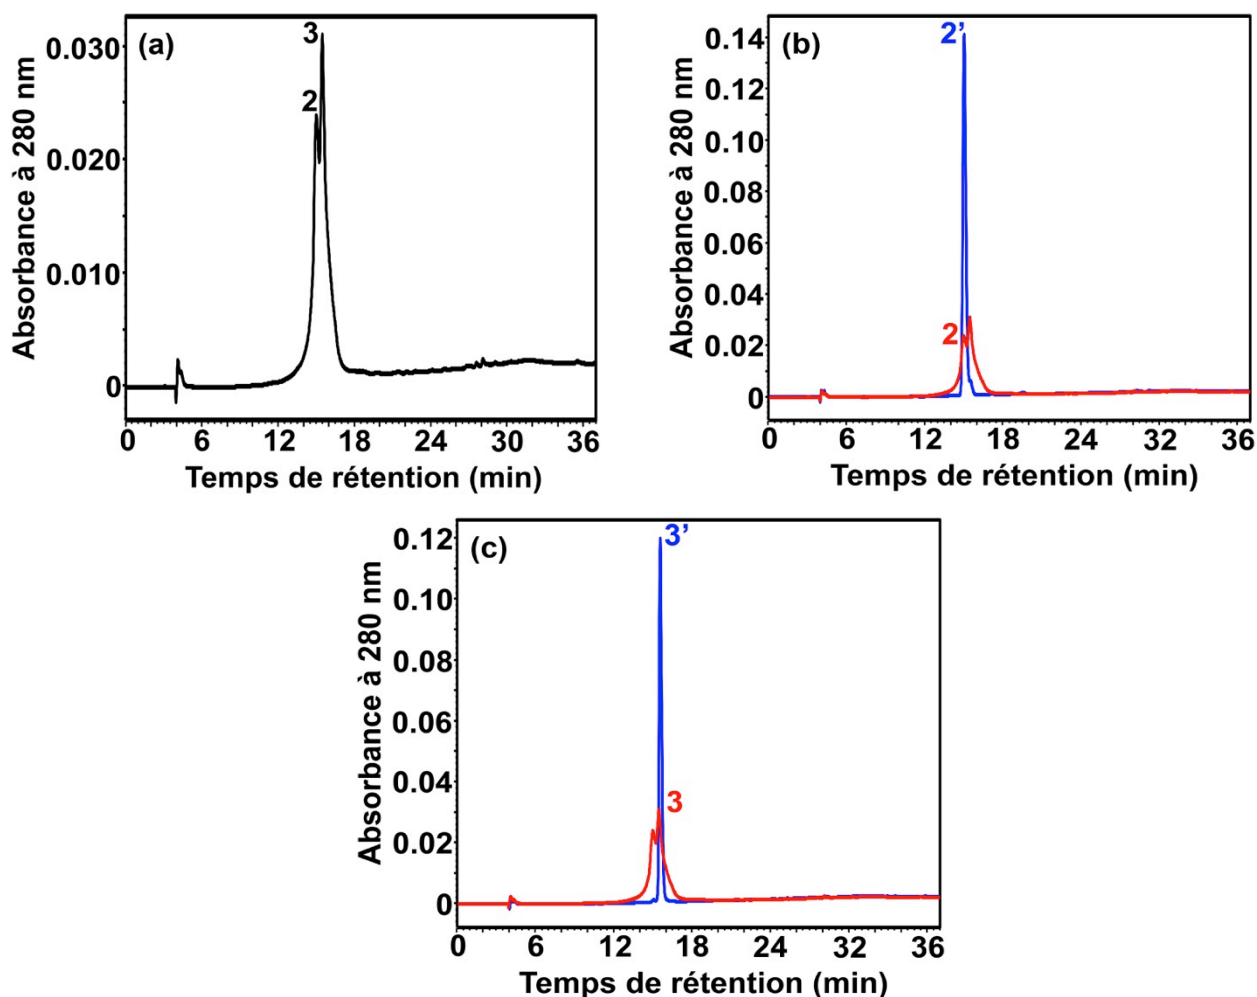 (a)
3
2
0.030
0.020
0.010
0
Absorbance à 280 nm
0 6 12 18 24 30 36
Temps de rétention (min)
(b)
2’
2
0.14
0.12
0.10
0.08
0.06
0.04
0.02
0
Absorbance à 280 nm
0 6 12 18 24 32 36
Temps de rétention (min)
(c)
3’
3
0.12
0.10
0.08
0.06
0.04
0.02
0
Absorbance à 280 nm
0 6 12 18 24 32 36
Temps de rétention (min)